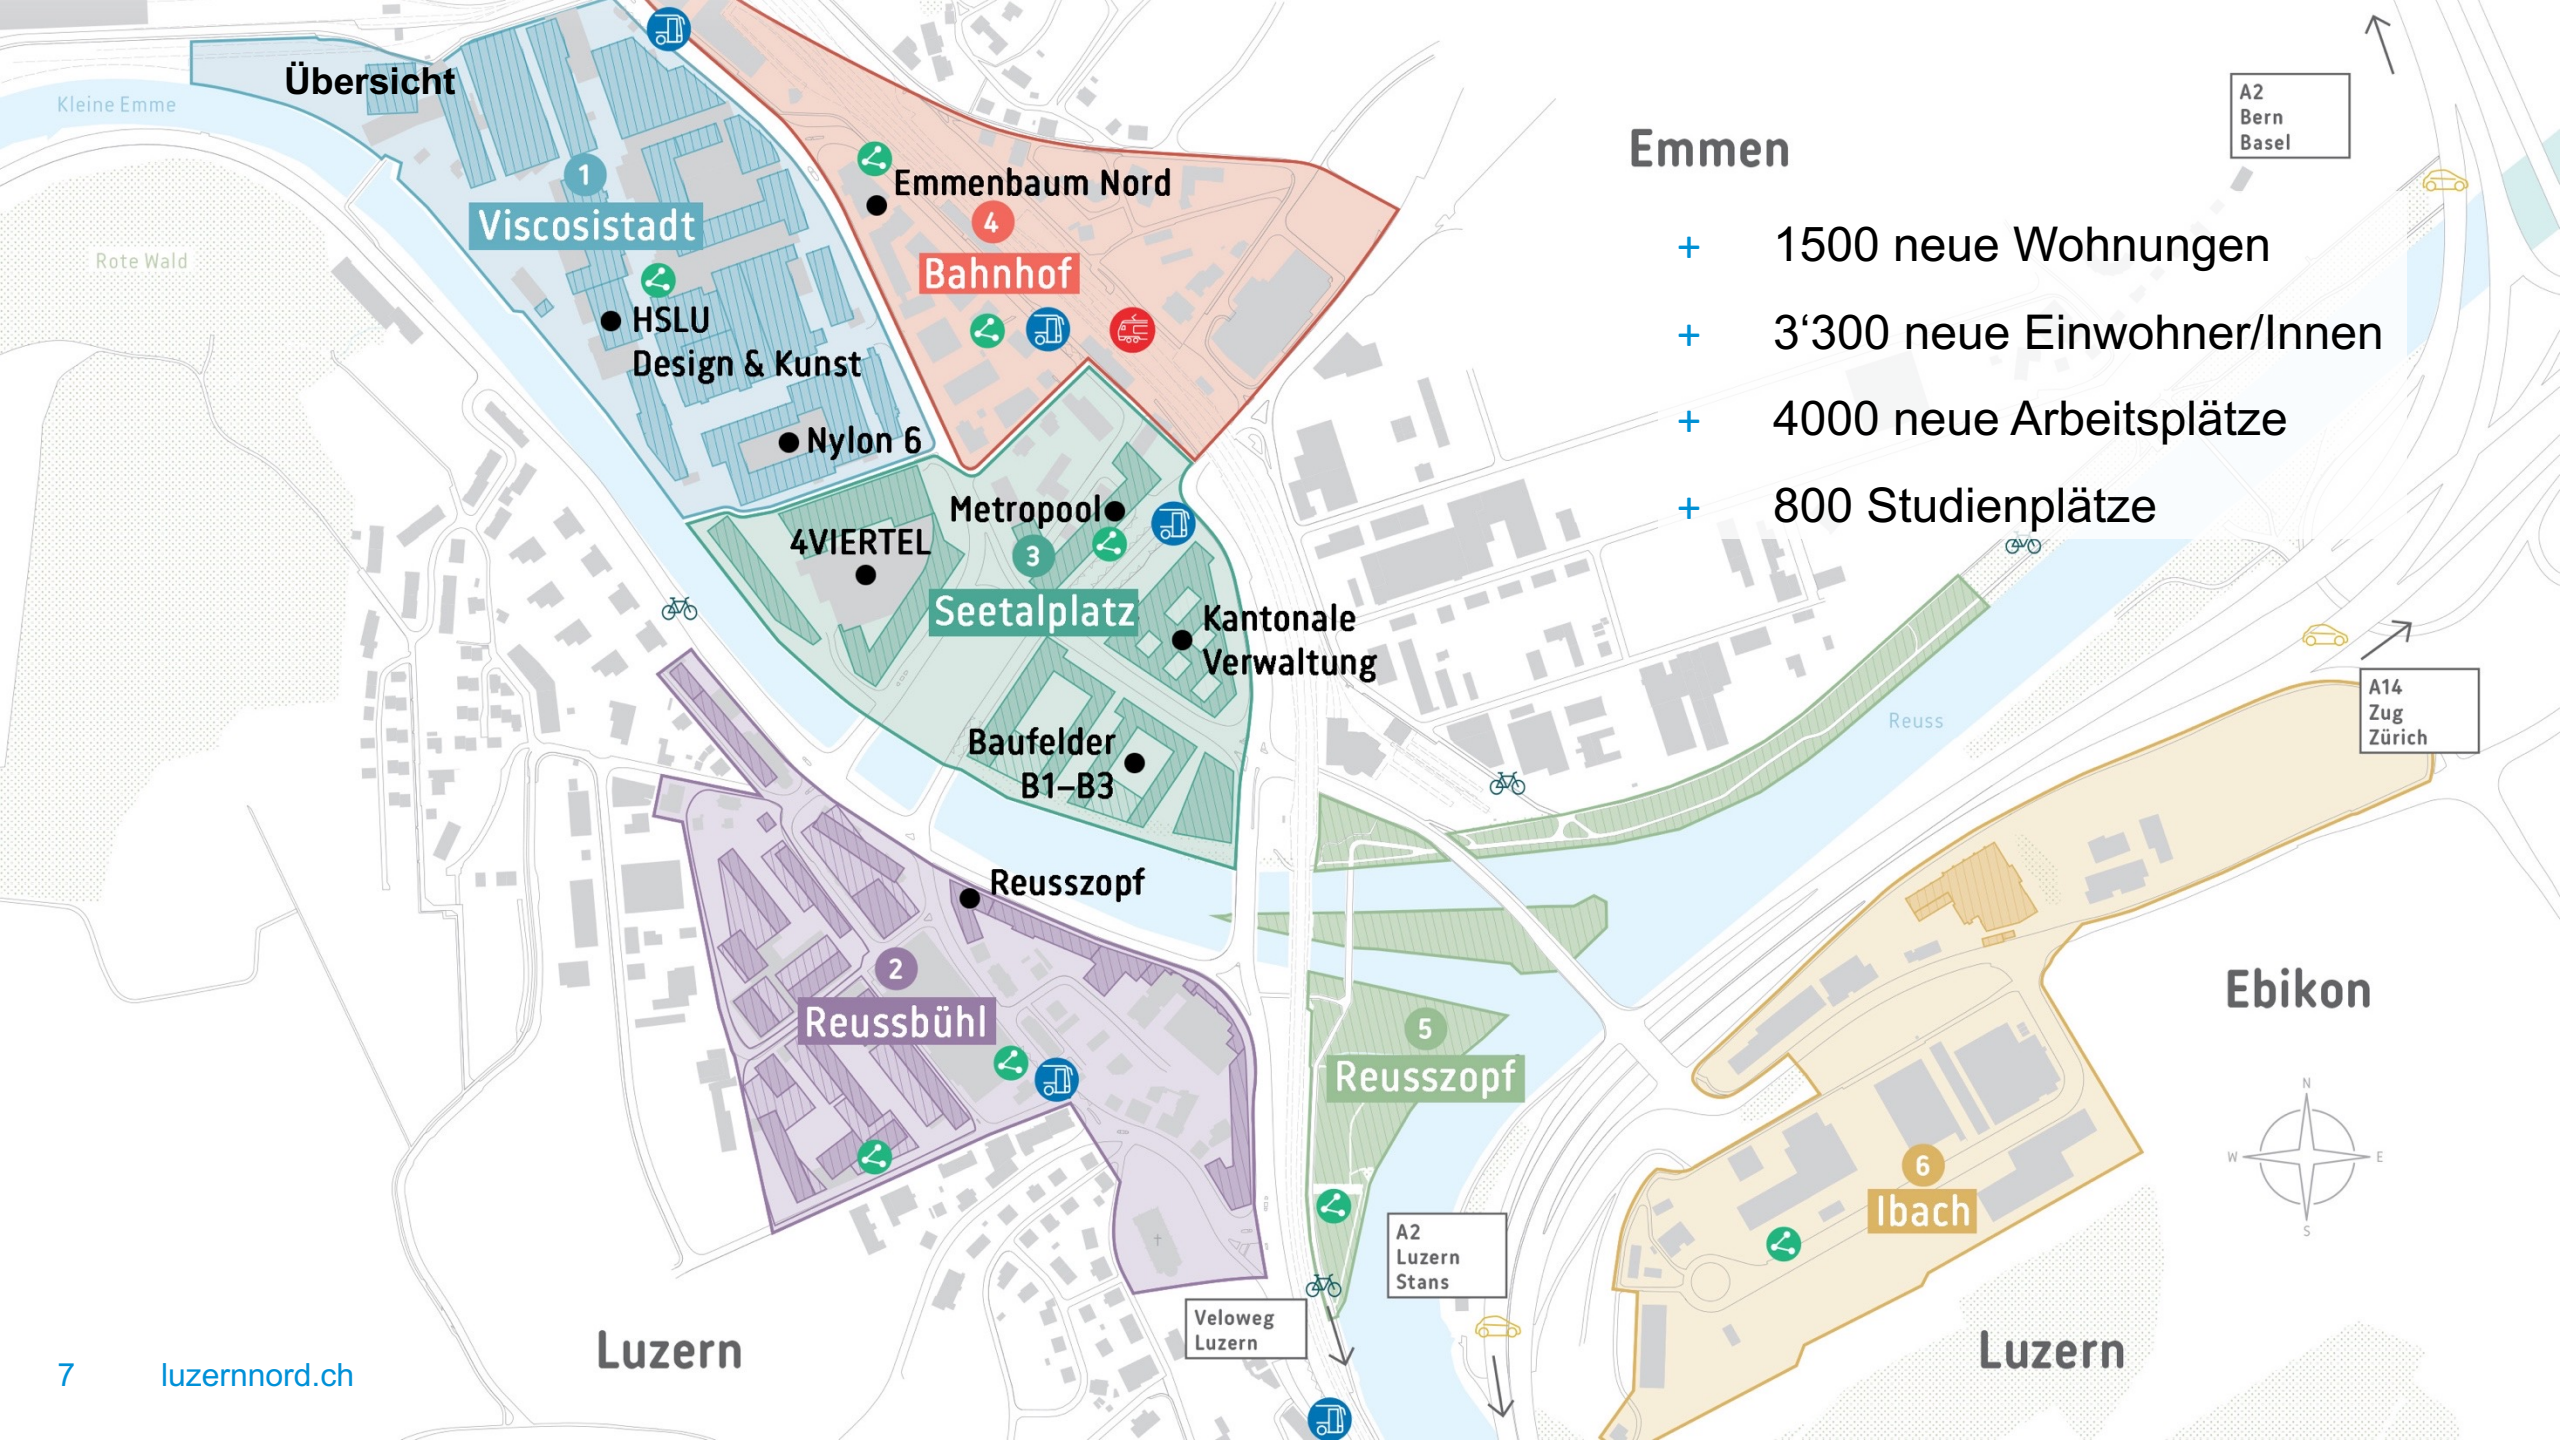 Übersicht
Kleine Emme
Rote Wald
1
Viscosistadt
HSLU
Design & Kunst
Nylon 6
Emmenbaum Nord
4
Bahnhof
Emmen
A2
Bern
Basel
+ 1500 neue Wohnungen
+ 3‘300 neue Einwohner/Innen
+ 4000 neue Arbeitsplätze
+ 800 Studienplätze
Metropool
4VIERTEL
3
Seetalplatz
Kantonale
Verwaltung
Baufelder
B1–B3
A14
Zug
Zürich
Reuss
Reusszopf
2
Reussbühl
5
Reusszopf
Ebikon
N
W
E
S
6
Ibach
A2
Luzern
Stans
Veloweg
Luzern
Luzern
Luzern
7 luzernnord.ch